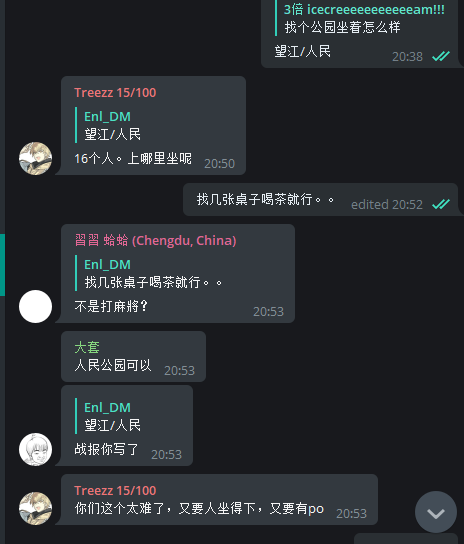 3倍 icecreeeeeeeeeeeam!!!
找个公园坐着怎么样
望江/人民
20:38
Treezz 15/100
Enl_DM
望江/人民
16个人。上哪里坐呢
20:50
找几张桌子喝茶就行。。
edited 20:52
習習 蛤蛤 (Chengdu, China)
Enl_DM
找几张桌子喝茶就行。。
不是打麻將?
20:53
大套
人民公园可以
20:53
Enl_DM
望江/人民
战报你写了
20:53
Treezz 15/100
你们这个太难了，又要人坐得下，又要有po
20:53